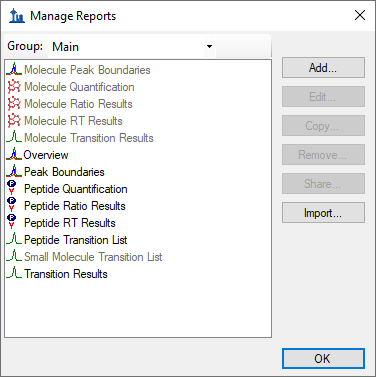 Manage Reports
Group: Main
Molecule Peak Boundaries
Molecule Quantification
Molecule Ratio Results
Molecule RT Results
Molecule Transition Results
Overview
Peak Boundaries
Peptide Quantification
Peptide Ratio Results
Peptide RT Results
Peptide Transition List
Small Molecule Transition List
Transition Results
Add...
Edit...
Copy...
Remove...
Share...
Import...
OK